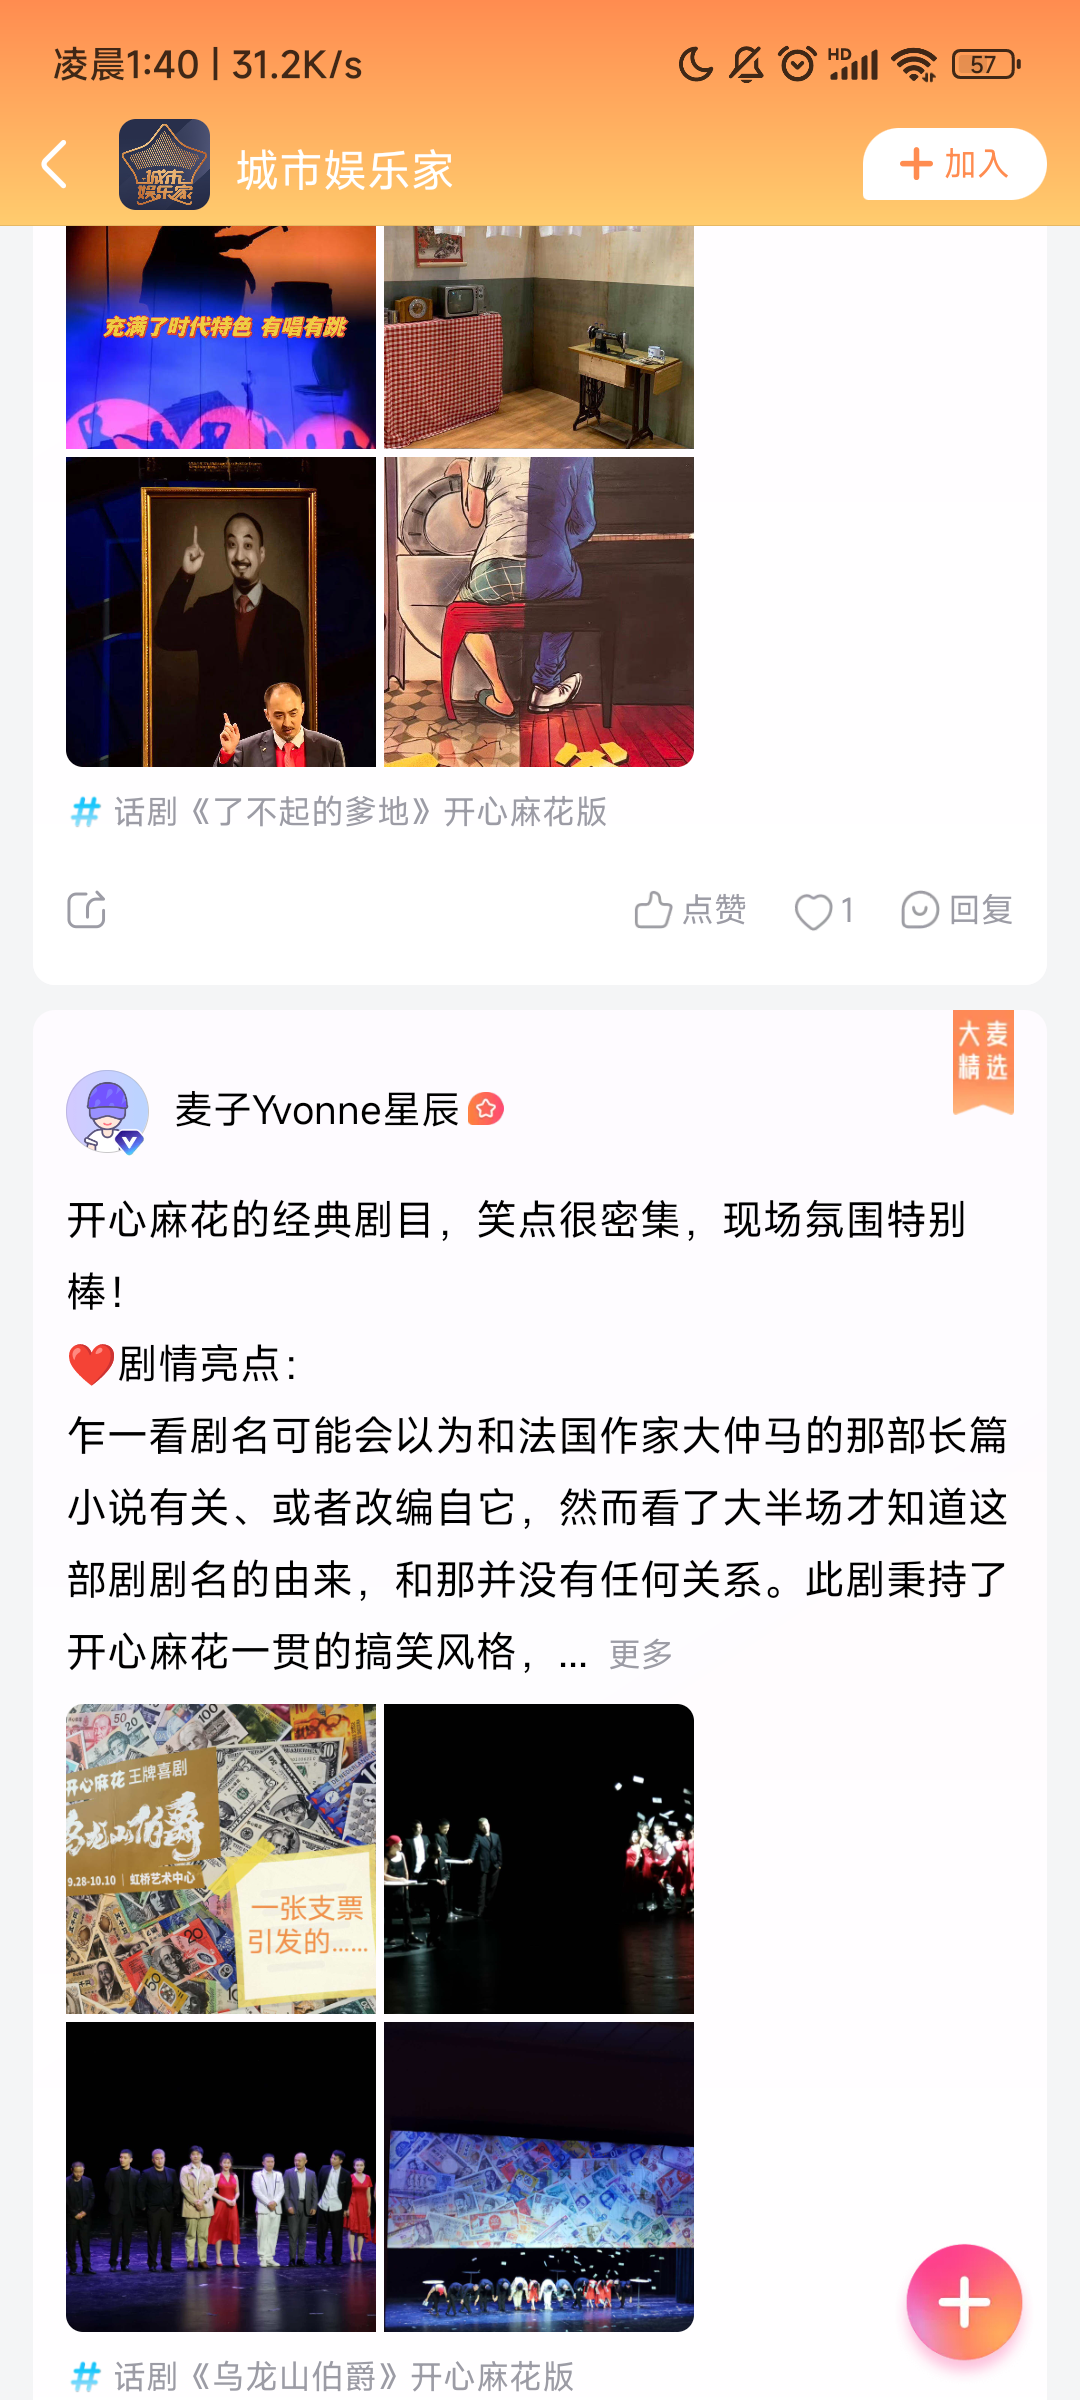 凌晨1:40 | 31.2K/s
HD
57
城市
娱乐家
城市娱乐家
加入
充满了时代特色 有唱有跳
# 话剧《了不起的爹地》开心麻花版
点赞
1
回复
大麦
精选
麦子Yvonne星辰
开心麻花的经典剧目，笑点很密集，现场氛围特别
棒！
❤️剧情亮点：
乍一看剧名可能会以为和法国作家大仲马的那部长篇
小说有关、或者改编自它，然而看了大半场才知道这
部剧剧名的由来，和那并没有任何关系。此剧秉持了
开心麻花一贯的搞笑风格，... 更多
开心麻花 王牌喜剧
乌龙山伯爵
9.28-10.10 | 虹桥艺术中心
一张支票
引发的......
# 话剧《乌龙山伯爵》开心麻花版